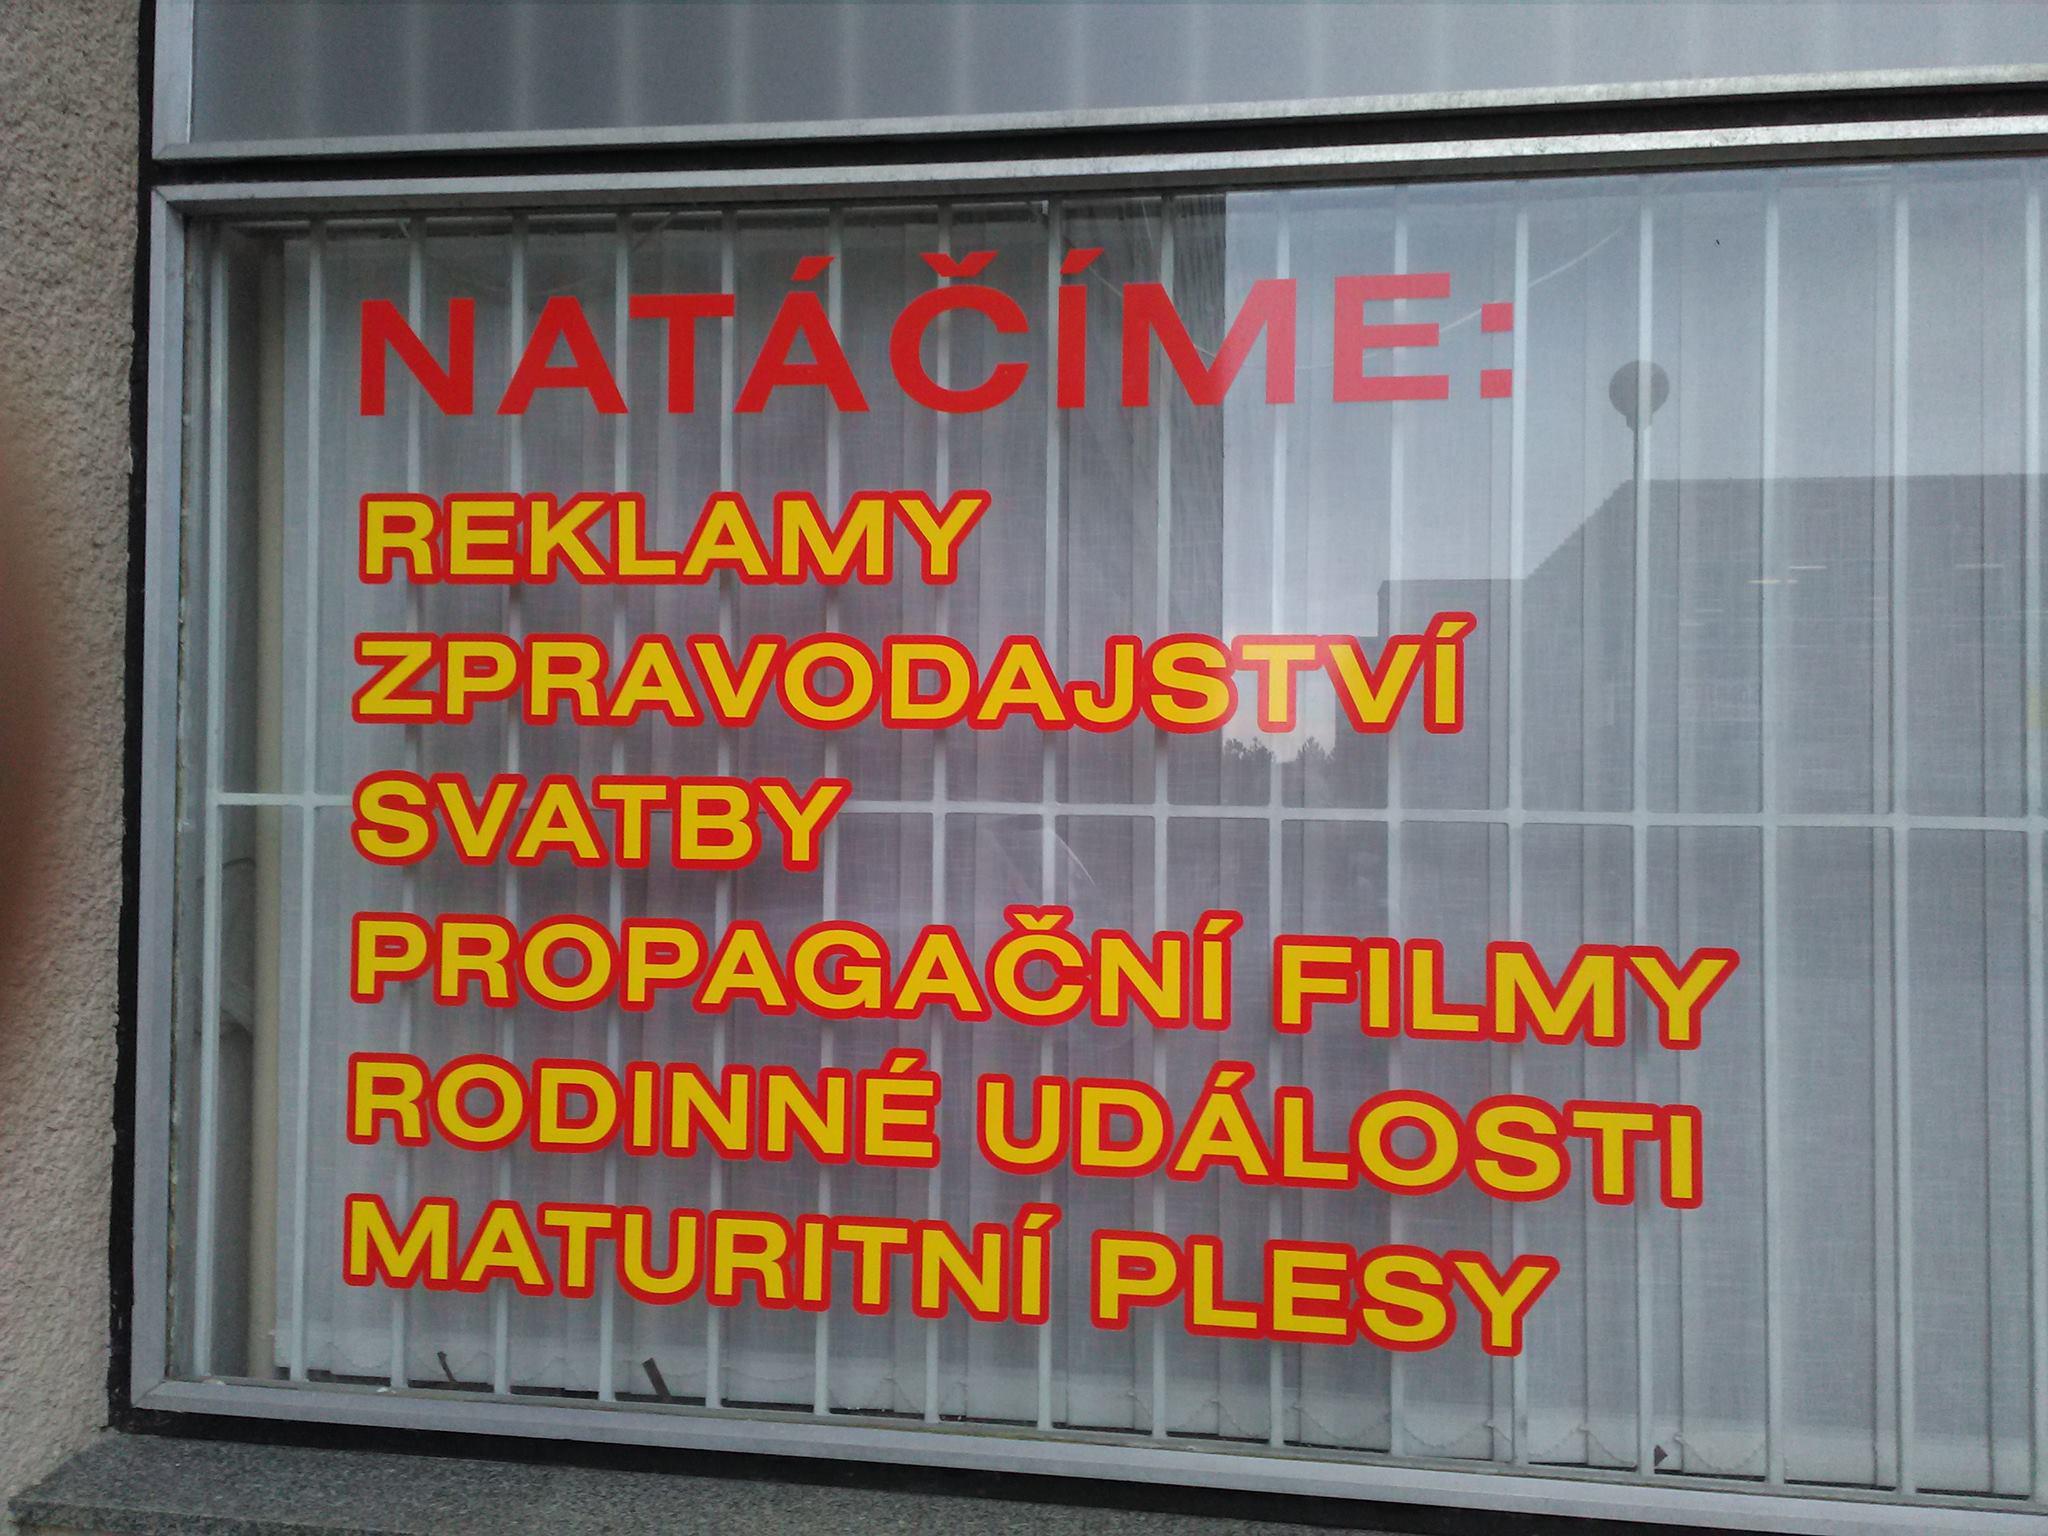 NATÁČÍME:
REKLAMY
ZPRAVODAJSTVÍ
SVATBY
PROPAGAČNÍ FILMY
RODINNÉ UDÁLOSTI
MATURITNÍ PLESY